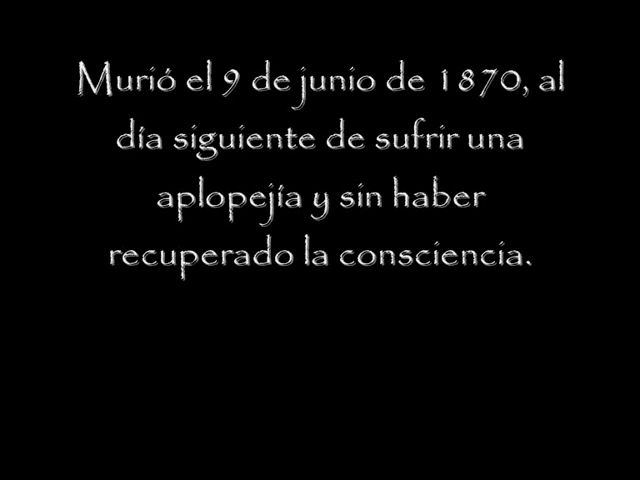 Murió el 9 de junio de 1870, al
día siguiente de sufrir una
aplopejía y sin haber
recuperado la consciencia.